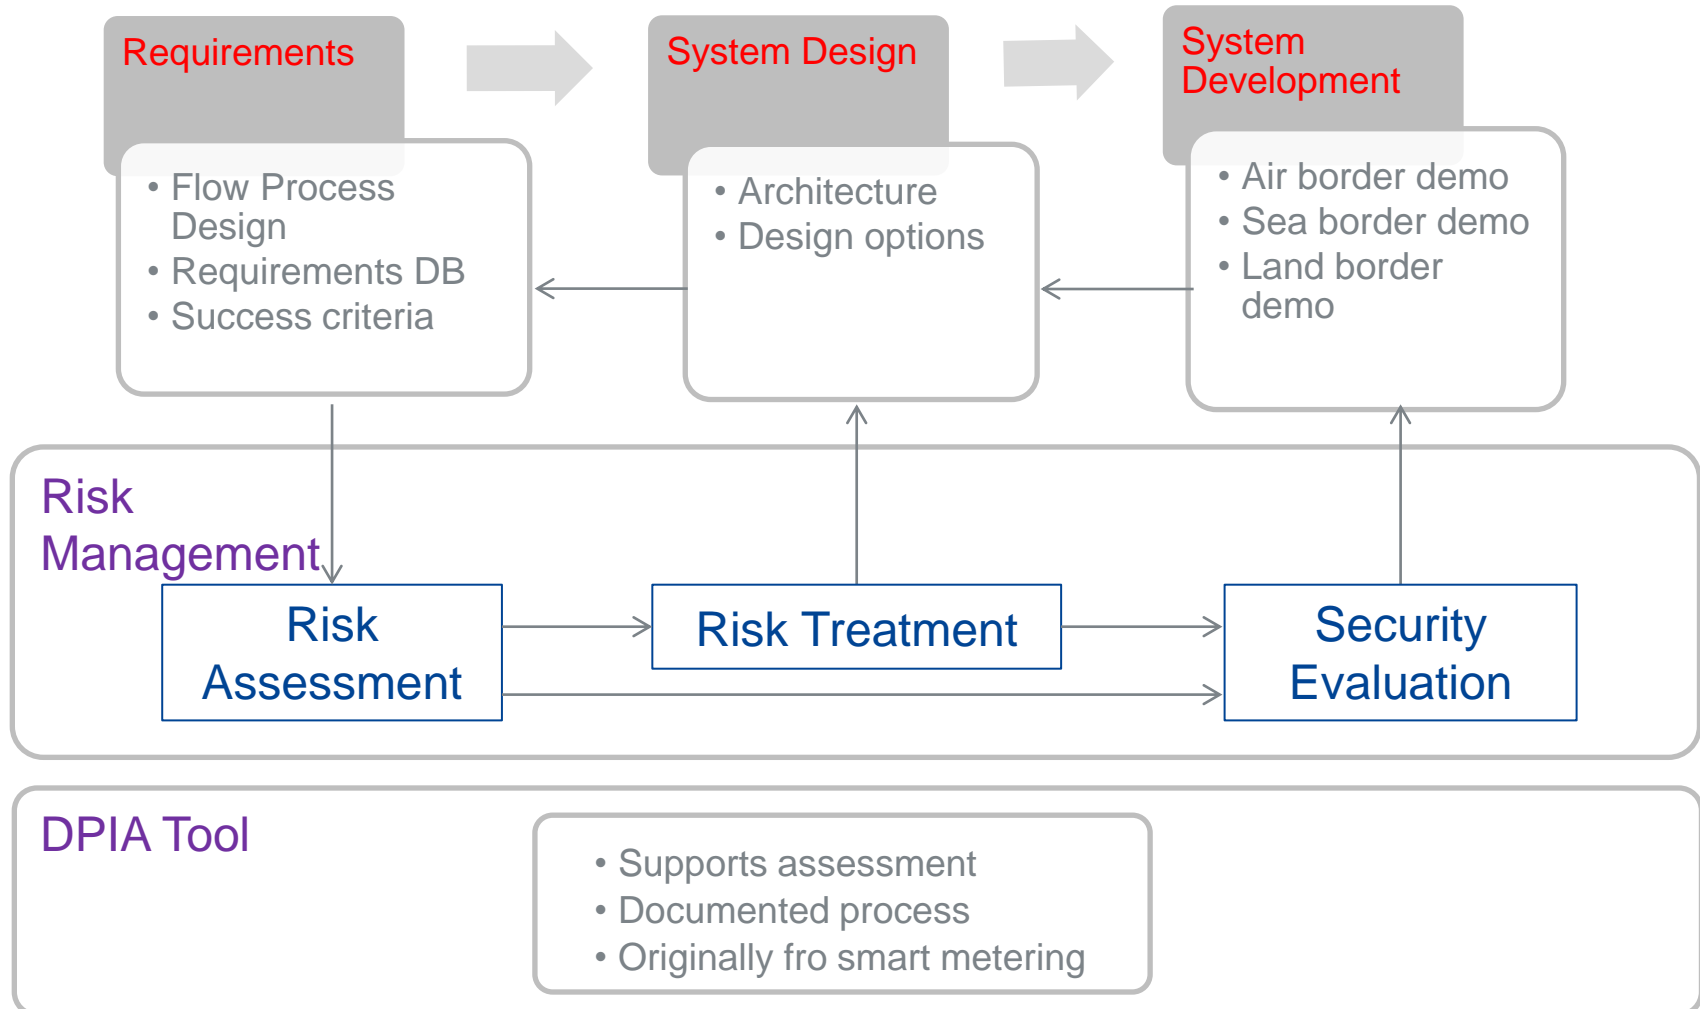 Requirements
• Flow Process
Design
• Requirements DB
• Success criteria
System Design
• Architecture
• Design options
System
Development
• Air border demo
• Sea border demo
• Land border
demo
Risk
Management
Risk
Assessment
Risk Treatment
Security
Evaluation
DPIA Tool
• Supports assessment
• Documented process
• Originally fro smart metering